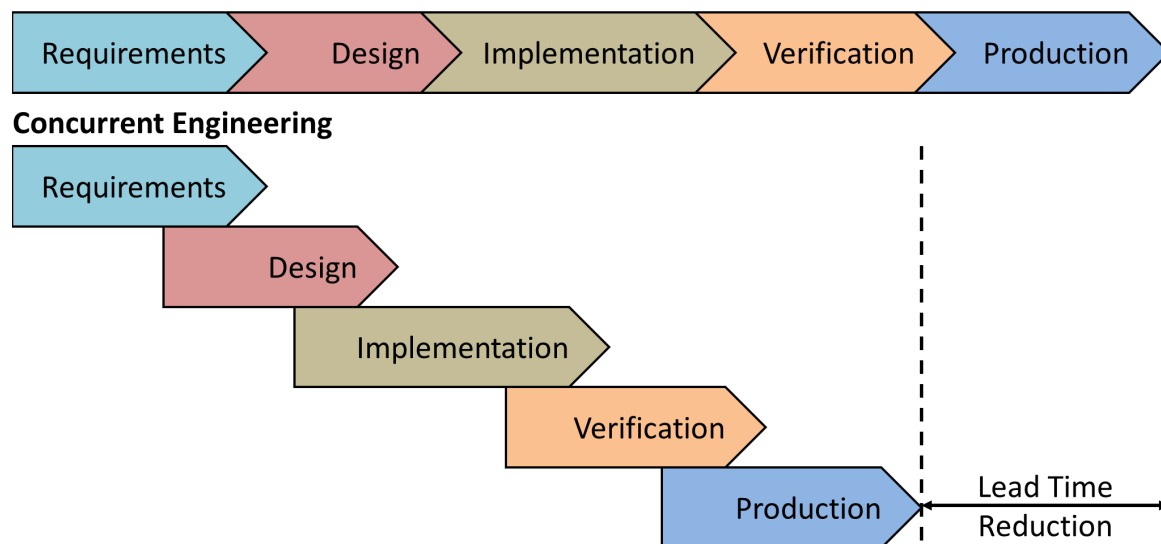 Requirements
Design
Implementation
Verification
Production
Concurrent Engineering
Requirements
Design
Implementation
Verification
Production
Lead Time
Reduction